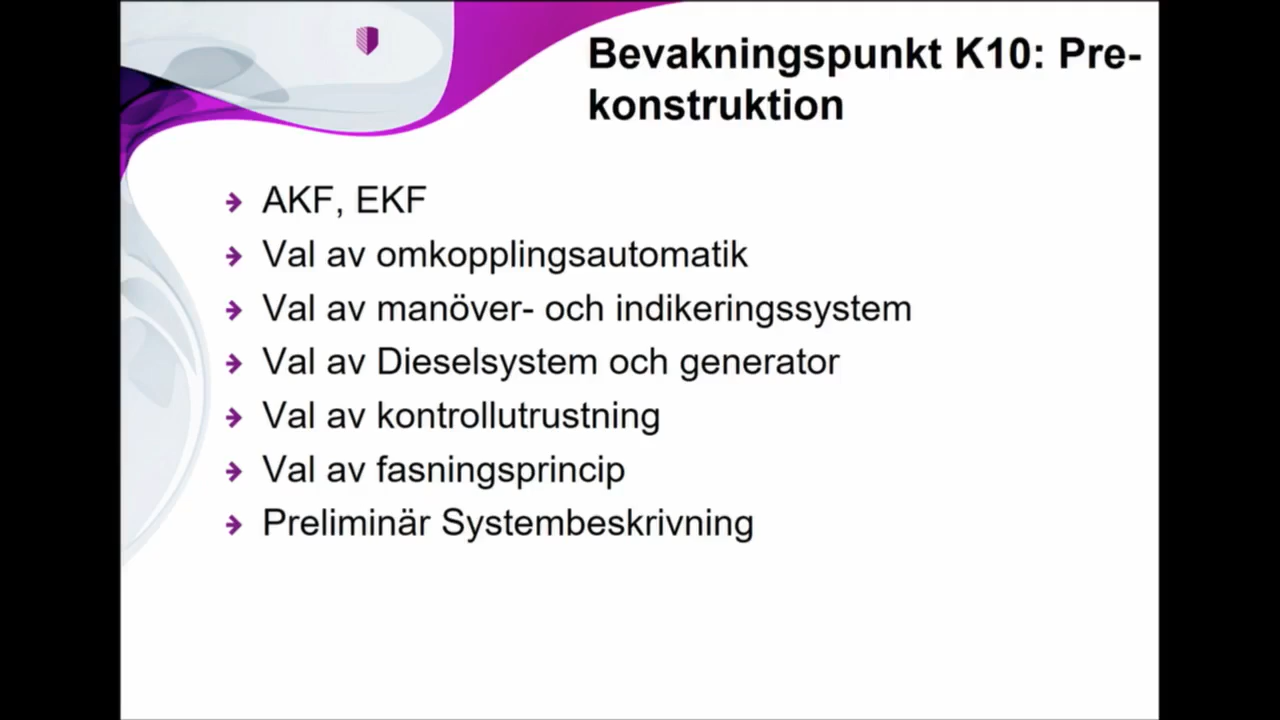 Bevakningspunkt K10: Pre-
konstruktion
AKF, EKF
Val av omkopplingsautomatik
Val av manöver- och indikeringssystem
Val av Dieselsystem och generator
Val av kontrollutrustning
Val av fasningsprincip
Preliminär Systembeskrivning